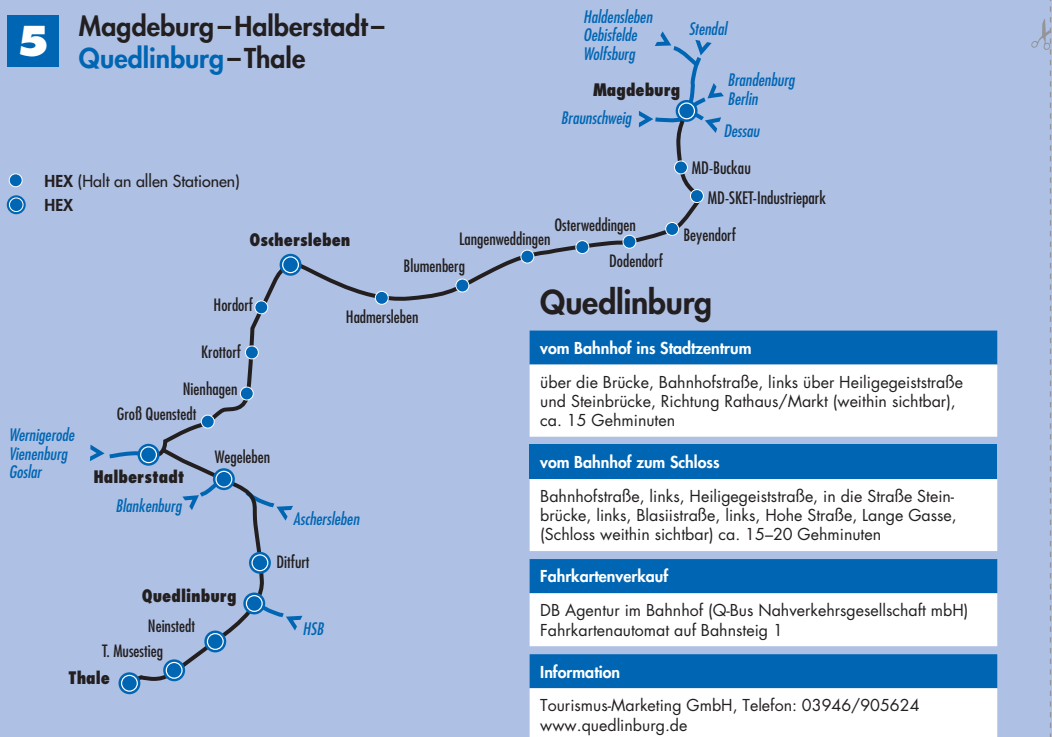 5
Magdeburg–Halberstadt–
Quedlinburg–Thale
HEX (Halt an allen Stationen)
HEX
Haldensleben
Oebisfelde
Wolfsburg
Stendal
Magdeburg
Brandenburg
Berlin
Braunschweig
Dessau
MD-Buckau
MD-SKET-Industriepark
Beyendorf
Dodendorf
Osterweddingen
Langenweddingen
Blumenberg
Hadmersleben
Oschersleben
Hordorf
Krottorf
Nienhagen
Groß Quenstedt
Wernigerode
Vienenburg
Goslar
Halberstadt
Wegeleben
Blankenburg
Aschersleben
Ditfurt
Quedlinburg
HSB
Neinstedt
T. Musestieg
Thale
Quedlinburg
vom Bahnhof ins Stadtzentrum
über die Brücke, Bahnhofstraße, links über Heiligegeiststraße
und Steinbrücke, Richtung Rathaus/Markt (weithin sichtbar),
ca. 15 Gehminuten
vom Bahnhof zum Schloss
Bahnhofstraße, links, Heiligegeiststraße, in die Straße Stein-
brücke, links, Blasiistraße, links, Hohe Straße, Lange Gasse,
(Schloss weithin sichtbar) ca. 15–20 Gehminuten
Fahrkartenverkauf
DB Agentur im Bahnhof (Q-Bus Nahverkehrsgesellschaft mbH)
Fahrkartenautomat auf Bahnsteig 1
Information
Tourismus-Marketing GmbH, Telefon: 03946/905624
www.quedlinburg.de